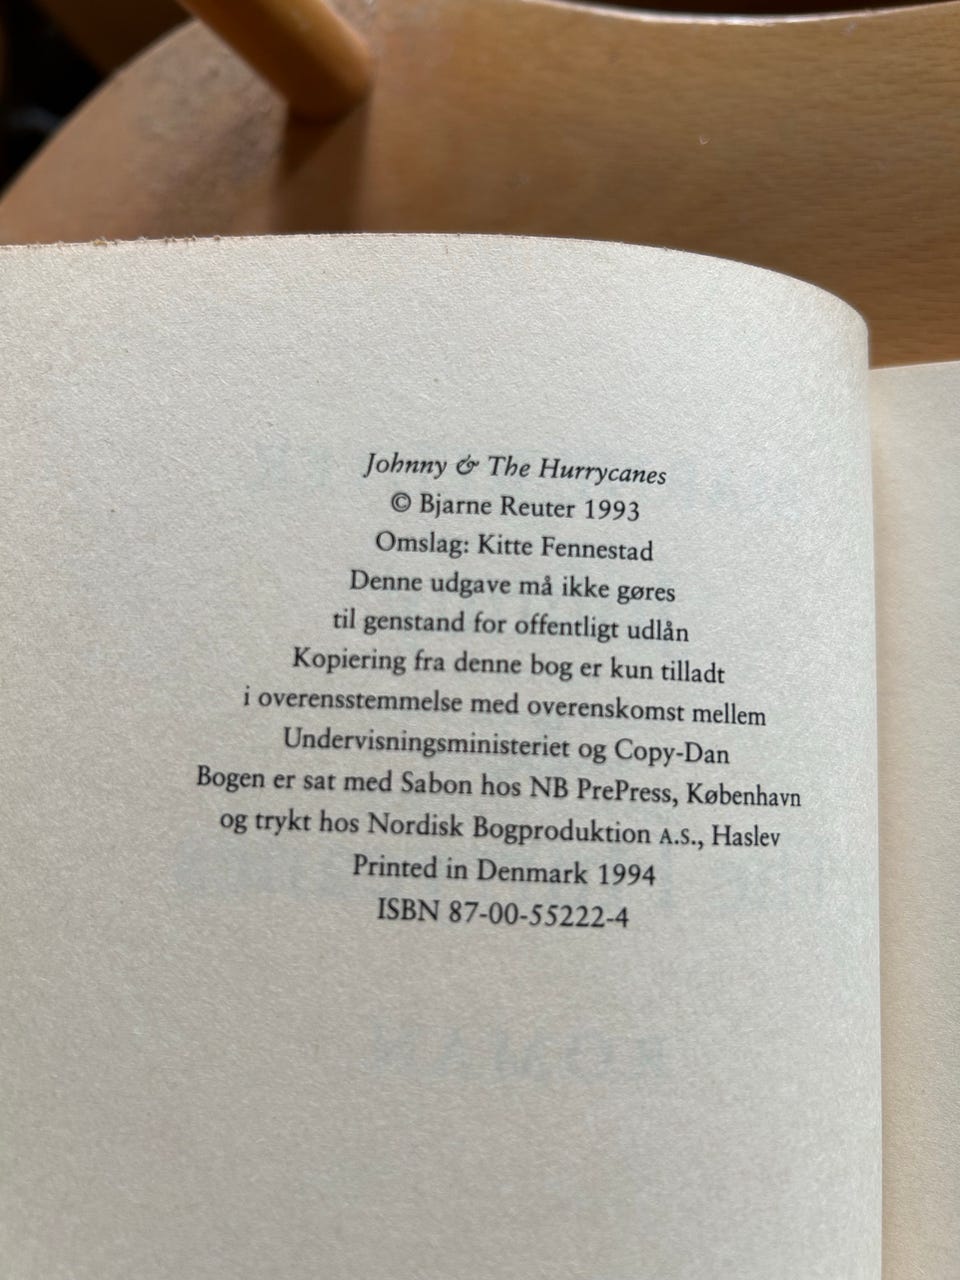 Johnny & The Hurrycanes
© Bjarne Reuter 1993
Omslag: Kitte Fennestad
Denne udgave må ikke gøres
til genstand for offentligt udlån
Kopiering fra denne bog er kun tilladt
i overensstemmelse med overenskomst mellem
Undervisningsministeriet og Copy-Dan
Bogen er sat med Sabon hos NB PrePress, København
og trykt hos Nordisk Bogproduktion A.S., Haslev
Printed in Denmark 1994
ISBN 87-00-55222-4